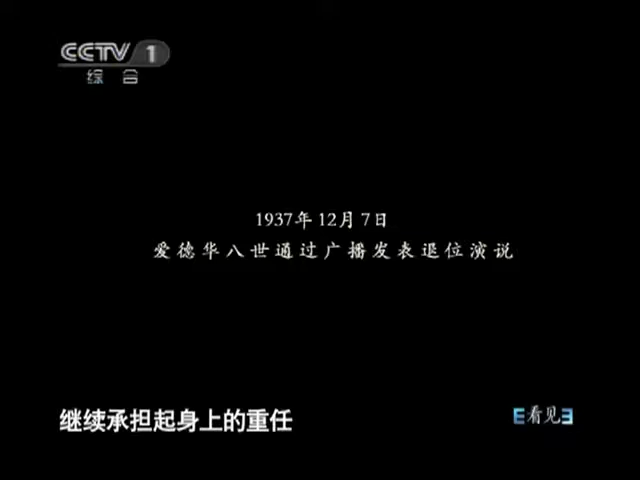 CCTV 1
综合
1937年12月7日
爱德华八世通过广播发表退位演说
继续承担起身上的重任
看见